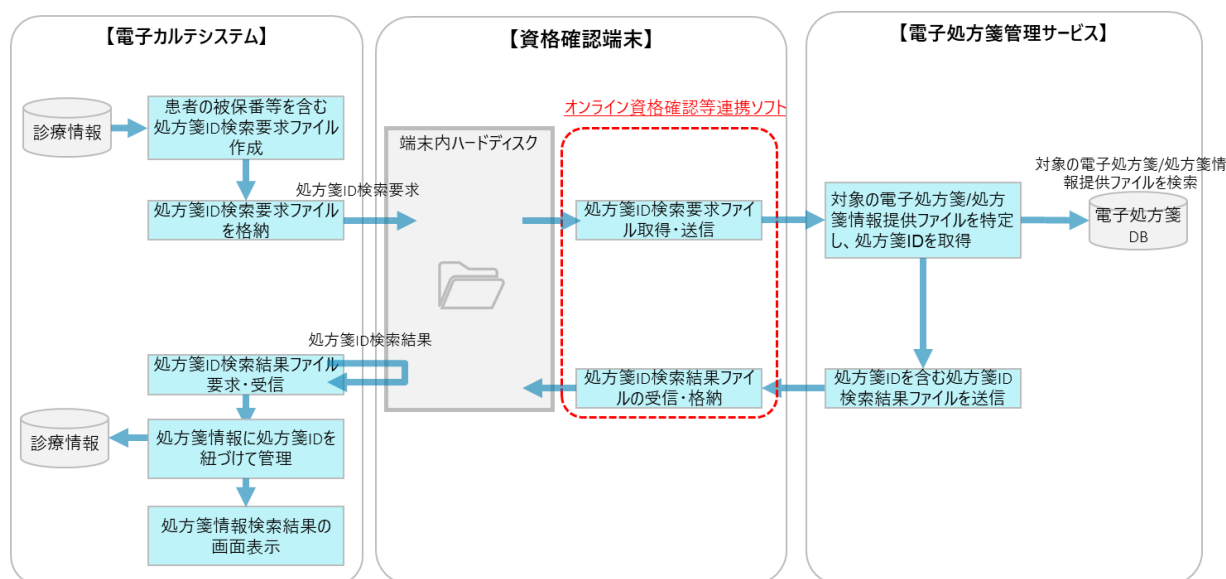 【電子カルテシステム】
診療情報
患者の被保番等を含む
処方箋ID検索要求ファイル
作成
処方箋ID検索要求
処方箋ID検索要求ファイル
を格納
処方箋ID検索結果
処方箋ID検索結果ファイル
要求・受信
診療情報
処方箋情報に処方箋IDを
紐づけて管理
処方箋情報検索結果の
画面表示
【資格確認端末】
オンライン資格確認等連携ソフト
端末内ハードディスク
処方箋ID検索要求ファイ
ル取得・送信
処方箋ID検索結果ファイ
ルの受信・格納
【電子処方箋管理サービス】
対象の電子処方箋/処方箋情
報提供ファイルを検索
対象の電子処方箋/処方
箋情報提供ファイルを特定
し、処方箋IDを取得
電子処方箋
DB
処方箋IDを含む処方箋ID
検索結果ファイルを送信